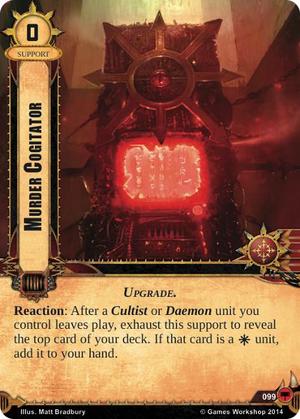 0
SUPPORT
MURDER COGITATOR
UPGRADE.
Reaction: After a Cultist or Daemon unit you
control leaves play, exhaust this support to reveal
the top card of your deck. If that card is a unit,
add it to your hand.
099
Illus. Matt Bradbury
© Games Workshop 2014